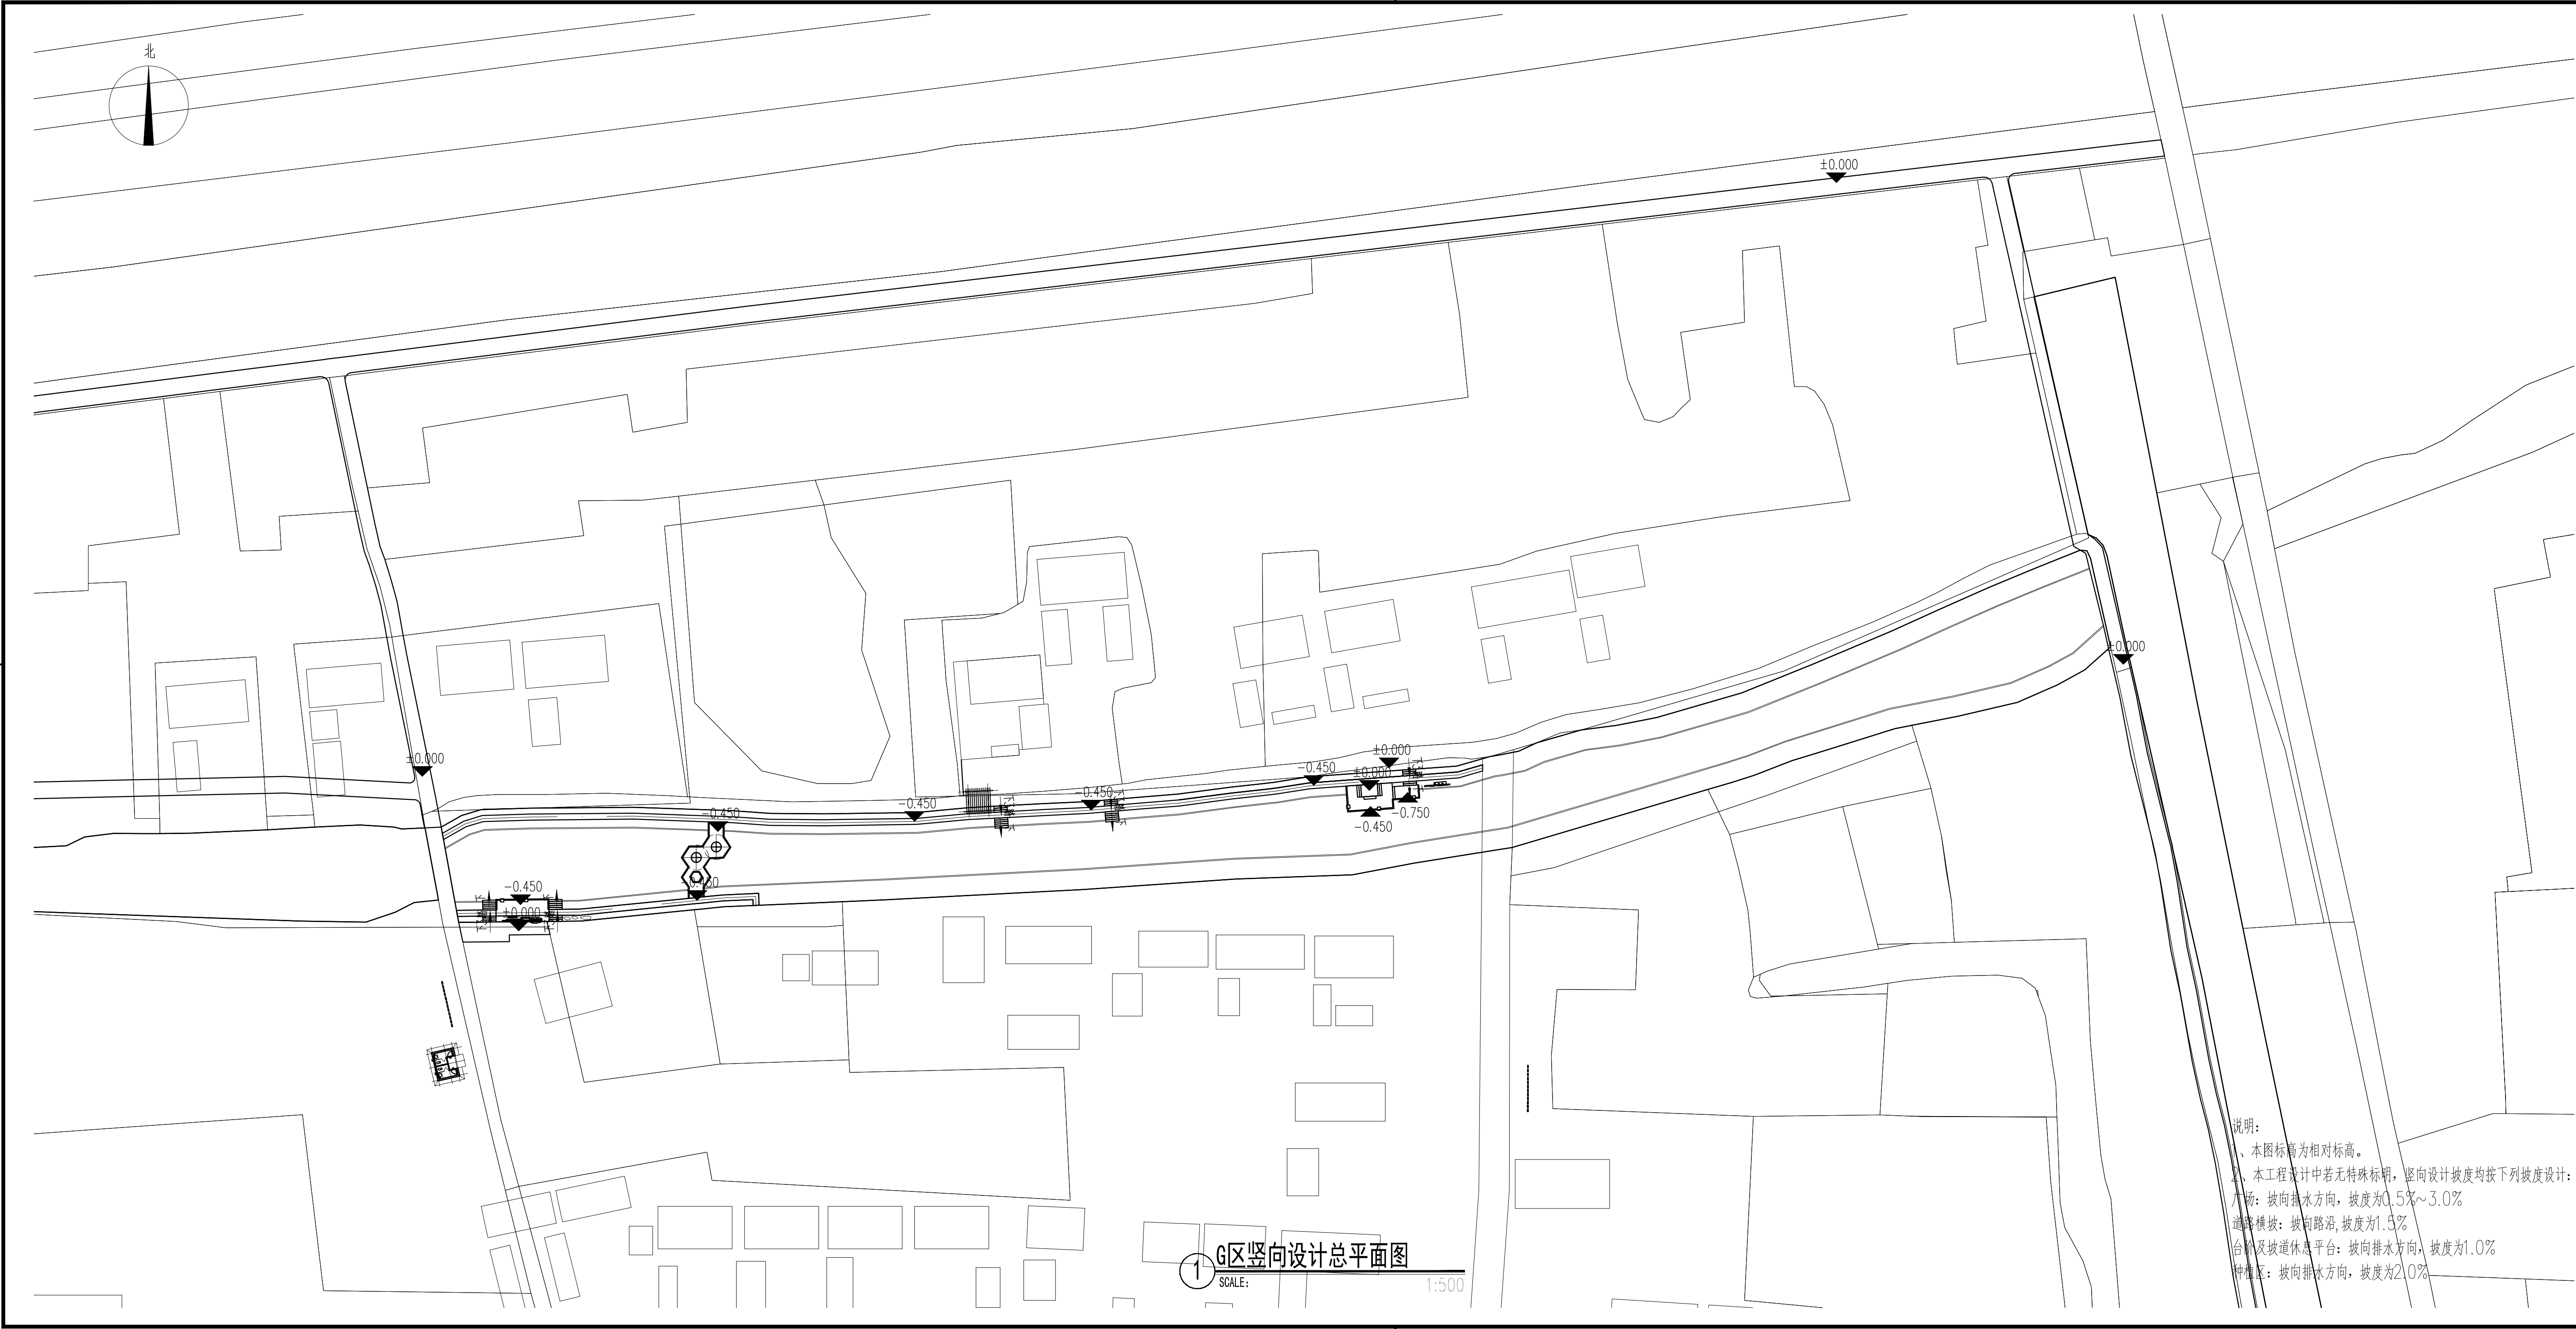 北
±0.000
±0.000
±0.000
±0.000
±0.000
-0.450
±0.000
-0.450
-0.450
-0.450
-0.750
-0.450
-0.450
-0.450
±0.000
说明：
1、本图标高为相对标高。
2、本工程设计中若无特殊标明，竖向设计坡度均按下列坡度设计：
广场：坡向排水方向，坡度为0.5%~3.0%
道路横坡：坡向路沿,坡度为1.5%
台阶及坡道休息平台：坡向排水方向，坡度为1.0%
种植区：坡向排水方向，坡度为2.0%
1
G区竖向设计总平面图
SCALE:
1:500